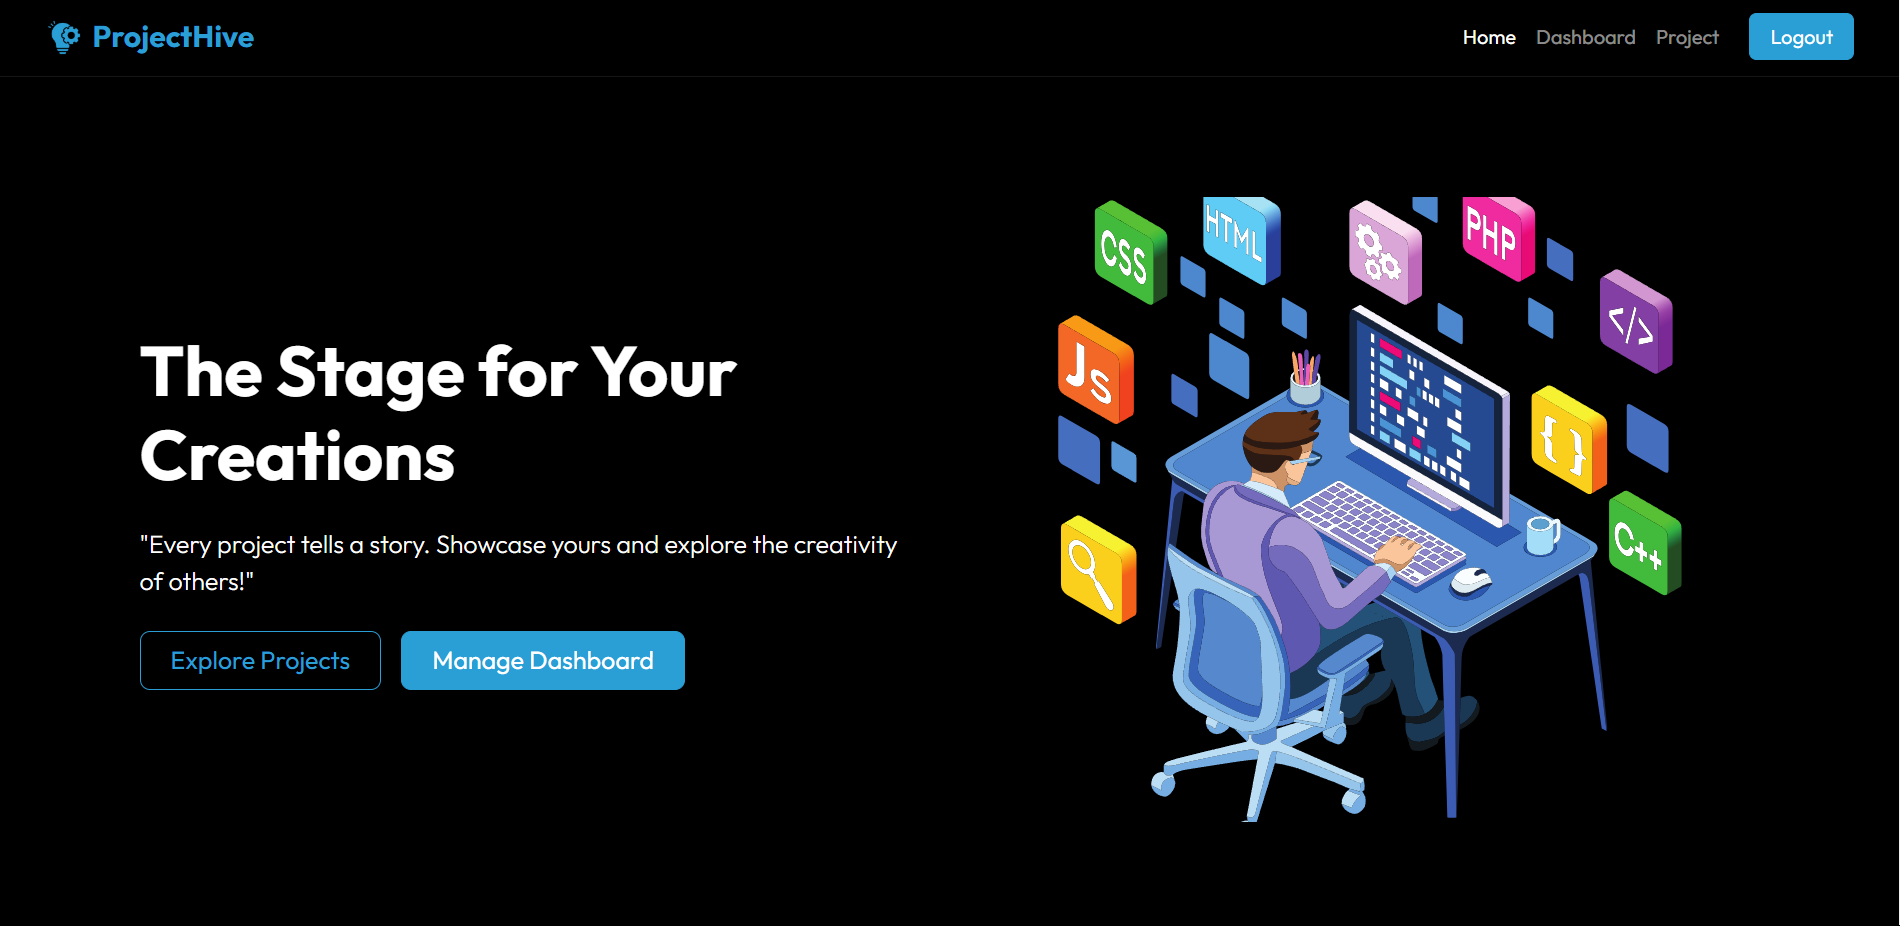 ProjectHive
Home Dashboard Project Logout
The Stage for Your
Creations
"Every project tells a story. Showcase yours and explore the creativity
of others!"
Explore Projects Manage Dashboard
CSS
HTML
PHP
</>
Js
{ }
C++